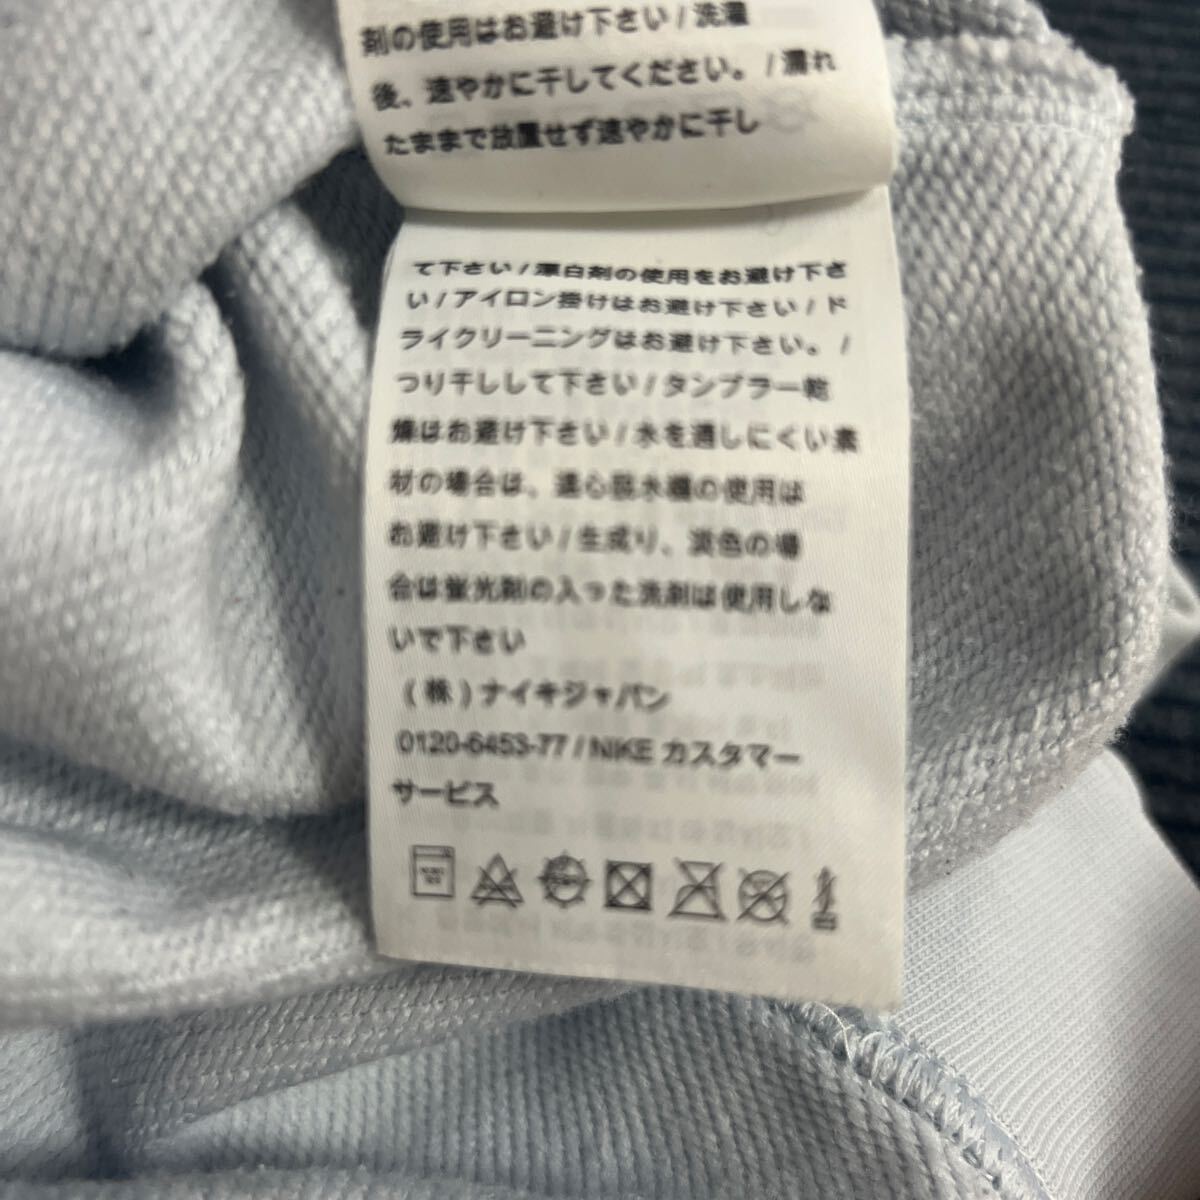 剤の使用はお避け下さい / 洗濯
後、速やかに干してください。/ 濡れ
たままで放置せず速やかに干し
て下さい / 漂白剤の使用をお避け下さ
い / アイロン掛けはお避け下さい / ド
ライクリーニングはお避け下さい。/
つり干しして下さい / タンブラー乾
燥はお避け下さい / 水を通しにくい素
材の場合は、遠心脱水機の使用は
お避け下さい / 生成り、淡色の場
合は蛍光剤の入った洗剤は使用しな
いで下さい
(株) ナイキジャパン
0120-6453-77 / NIKE カスタマー
サービス